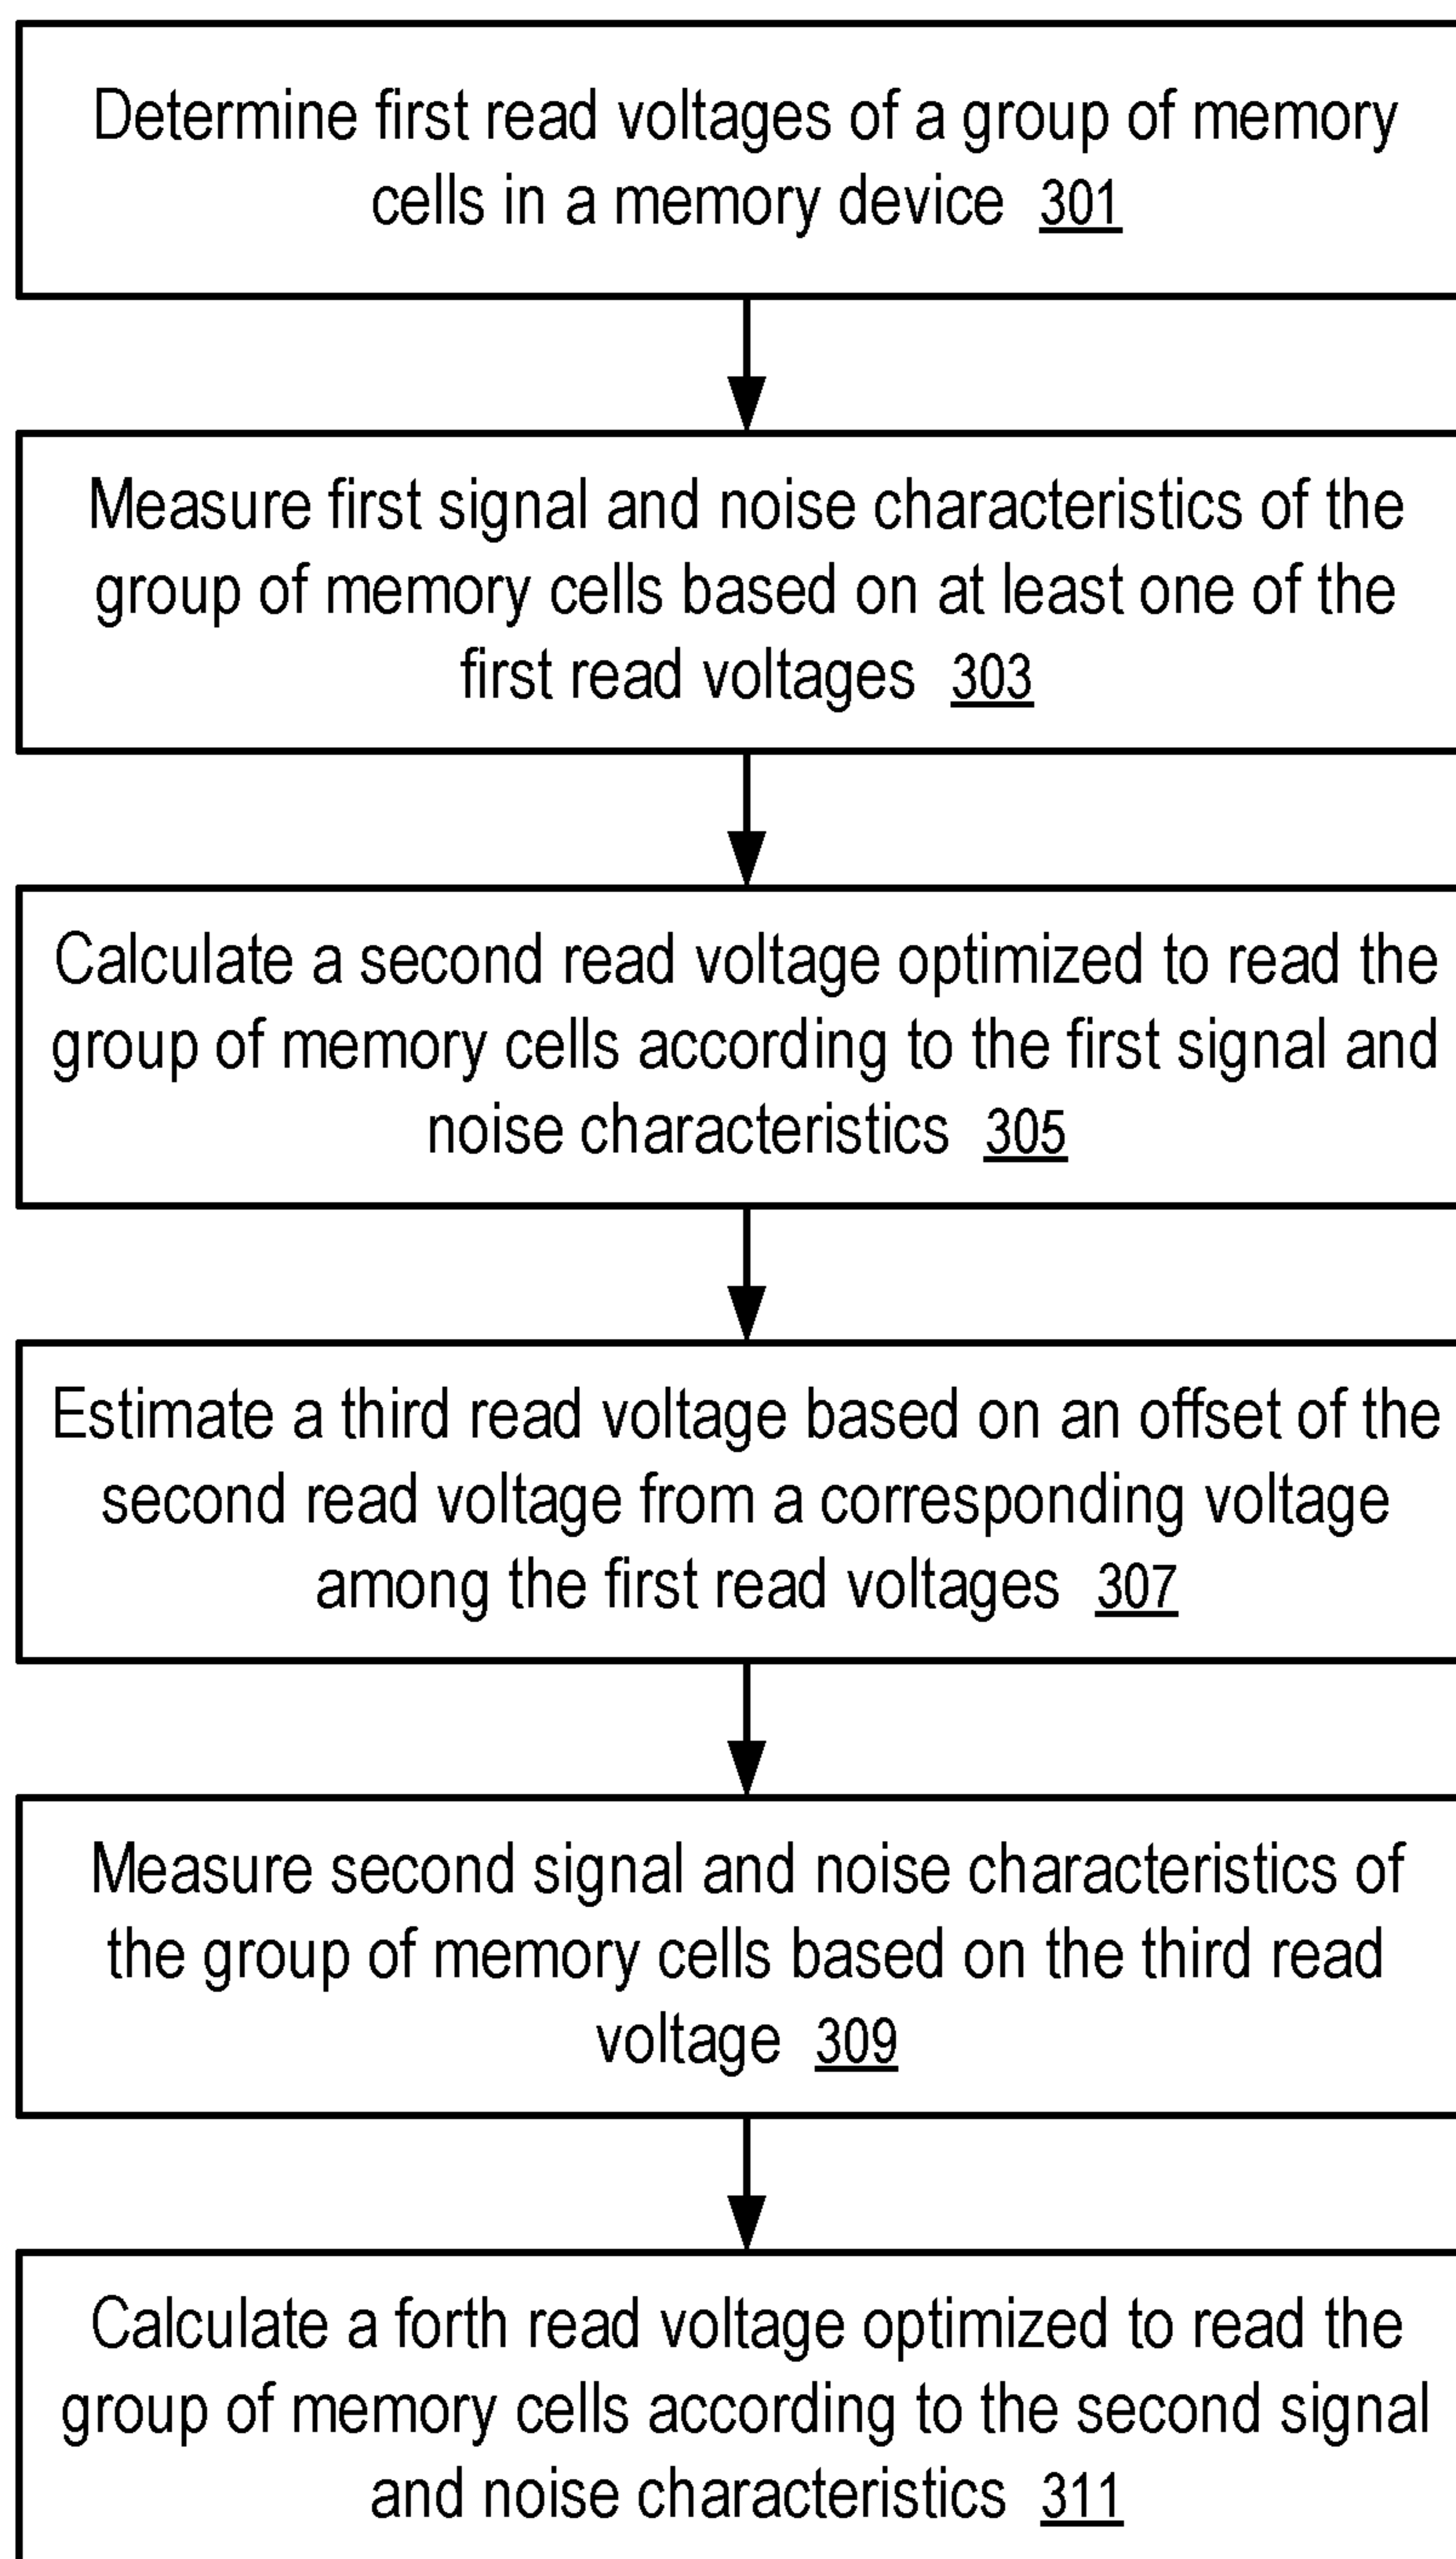 Determine first read voltages of a group of memory
cells in a memory device 301
Measure first signal and noise characteristics of the
group of memory cells based on at least one of the
first read voltages 303
Calculate a second read voltage optimized to read the
group of memory cells according to the first signal and
noise characteristics 305
Estimate a third read voltage based on an offset of the
second read voltage from a corresponding voltage
among the first read voltages 307
Measure second signal and noise characteristics of
the group of memory cells based on the third read
voltage 309
Calculate a forth read voltage optimized to read the
group of memory cells according to the second signal
and noise characteristics 311